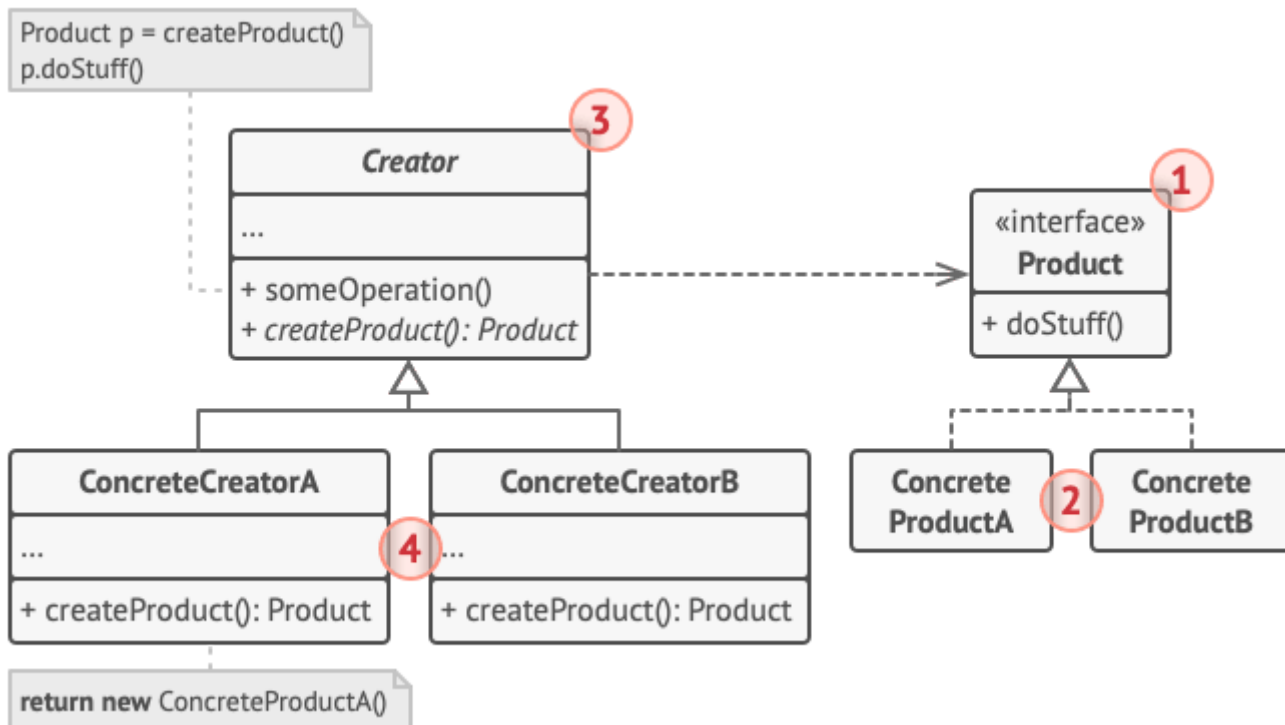 Product p = createProduct()
p.doStuff()
3
Creator
...
+ someOperation()
+ createProduct(): Product
1
«interface»
Product
+ doStuff()
ConcreteCreatorA
...
+ createProduct(): Product
4
ConcreteCreatorB
...
+ createProduct(): Product
Concrete
ProductA
2
Concrete
ProductB
return new ConcreteProductA()